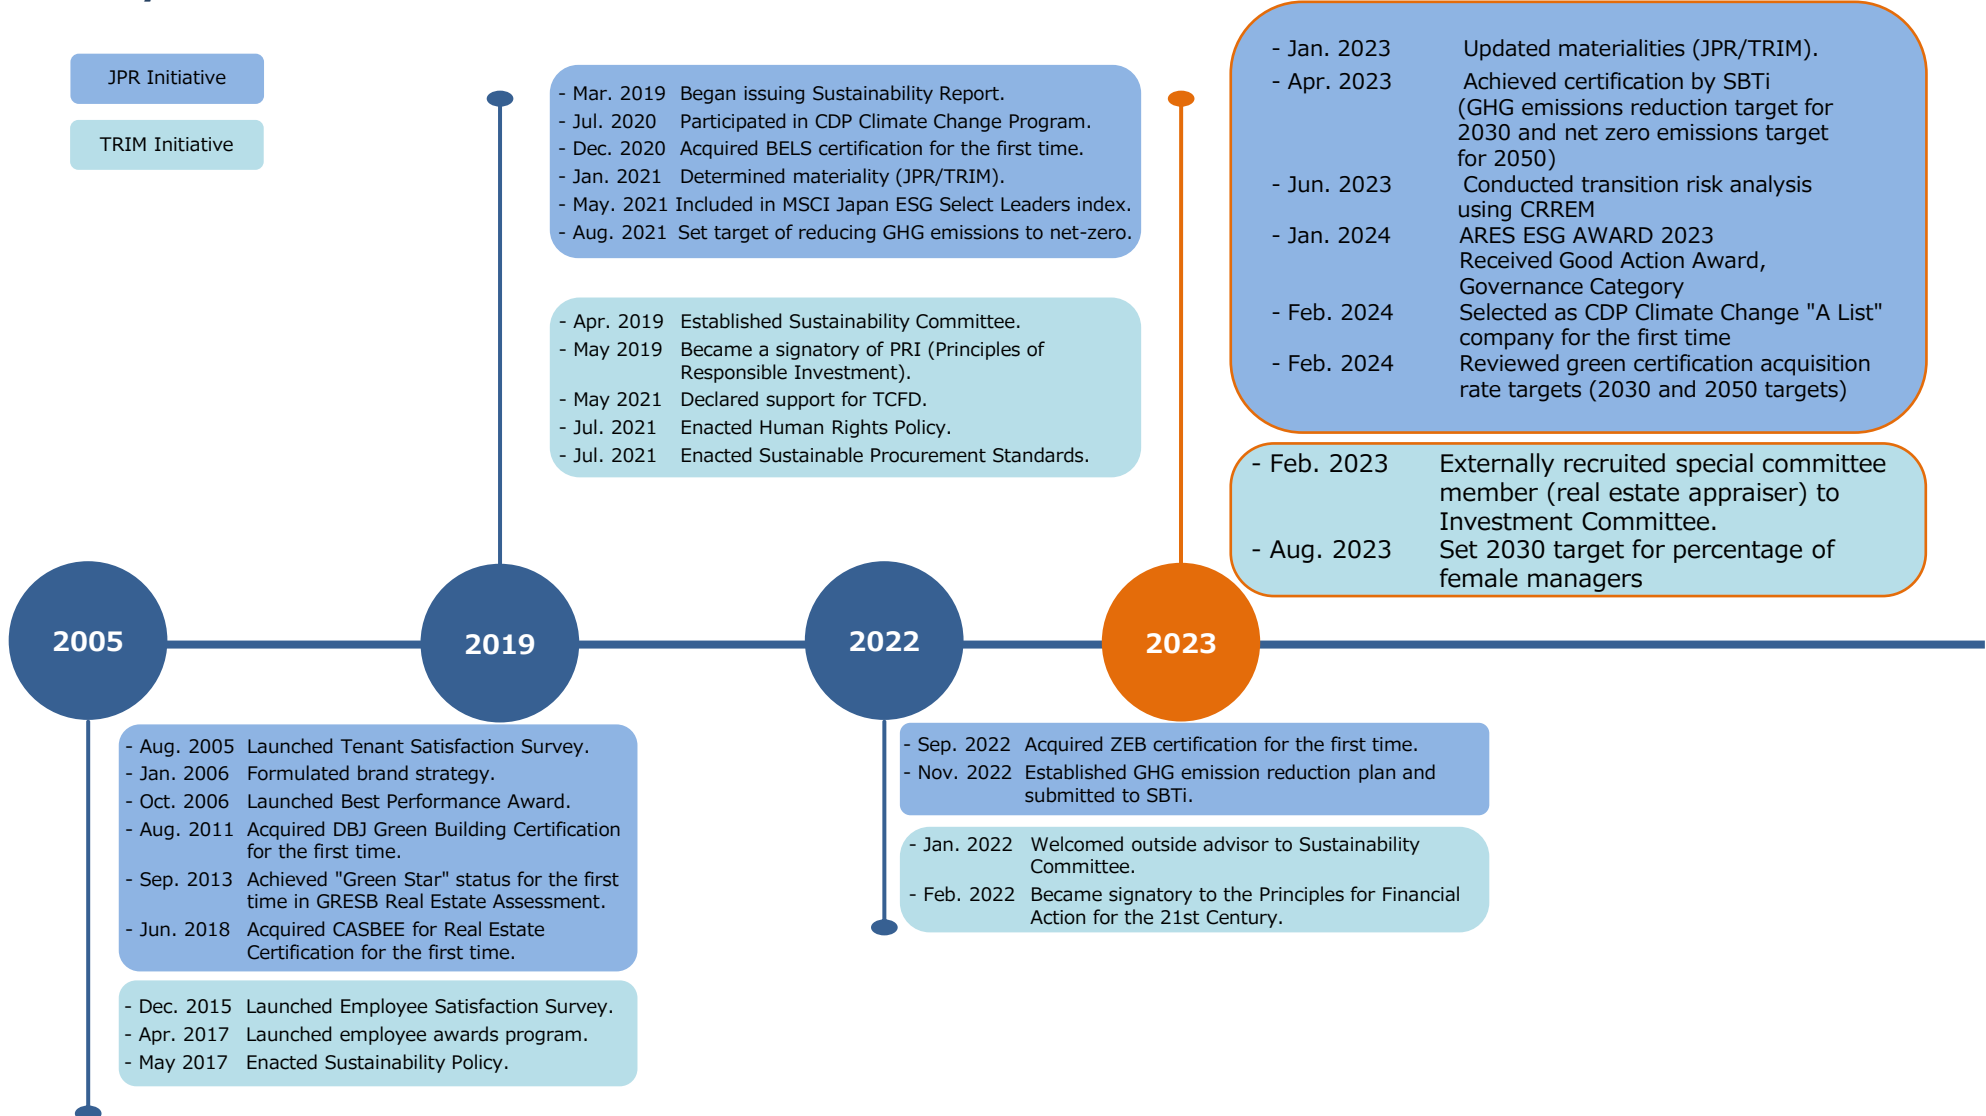 JPR Initiative
TRIM Initiative
- Mar. 2019 Began issuing Sustainability Report.
- Jul. 2020 Participated in CDP Climate Change Program.
- Dec. 2020 Acquired BELS certification for the first time.
- Jan. 2021 Determined materiality (JPR/TRIM).
- May. 2021 Included in MSCI Japan ESG Select Leaders index.
- Aug. 2021 Set target of reducing GHG emissions to net-zero.
- Apr. 2019 Established Sustainability Committee.
- May 2019 Became a signatory of PRI (Principles of
Responsible Investment).
- May 2021 Declared support for TCFD.
- Jul. 2021 Enacted Human Rights Policy.
- Jul. 2021 Enacted Sustainable Procurement Standards.
- Jan. 2023 Updated materialities (JPR/TRIM).
- Apr. 2023 Achieved certification by SBTi
(GHG emissions reduction target for
2030 and net zero emissions target
for 2050)
- Jun. 2023 Conducted transition risk analysis
using CRREM
- Jan. 2024 ARES ESG AWARD 2023
Received Good Action Award,
Governance Category
- Feb. 2024 Selected as CDP Climate Change "A List"
company for the first time
- Feb. 2024 Reviewed green certification acquisition
rate targets (2030 and 2050 targets)
- Feb. 2023 Externally recruited special committee
member (real estate appraiser) to
Investment Committee.
- Aug. 2023 Set 2030 target for percentage of
female managers
2005
2019
2022
2023
- Aug. 2005 Launched Tenant Satisfaction Survey.
- Jan. 2006 Formulated brand strategy.
- Oct. 2006 Launched Best Performance Award.
- Aug. 2011 Acquired DBJ Green Building Certification
for the first time.
- Sep. 2013 Achieved "Green Star" status for the first
time in GRESB Real Estate Assessment.
- Jun. 2018 Acquired CASBEE for Real Estate
Certification for the first time.
- Dec. 2015 Launched Employee Satisfaction Survey.
- Apr. 2017 Launched employee awards program.
- May 2017 Enacted Sustainability Policy.
- Sep. 2022 Acquired ZEB certification for the first time.
- Nov. 2022 Established GHG emission reduction plan and
submitted to SBTi.
- Jan. 2022 Welcomed outside advisor to Sustainability
Committee.
- Feb. 2022 Became signatory to the Principles for Financial
Action for the 21st Century.